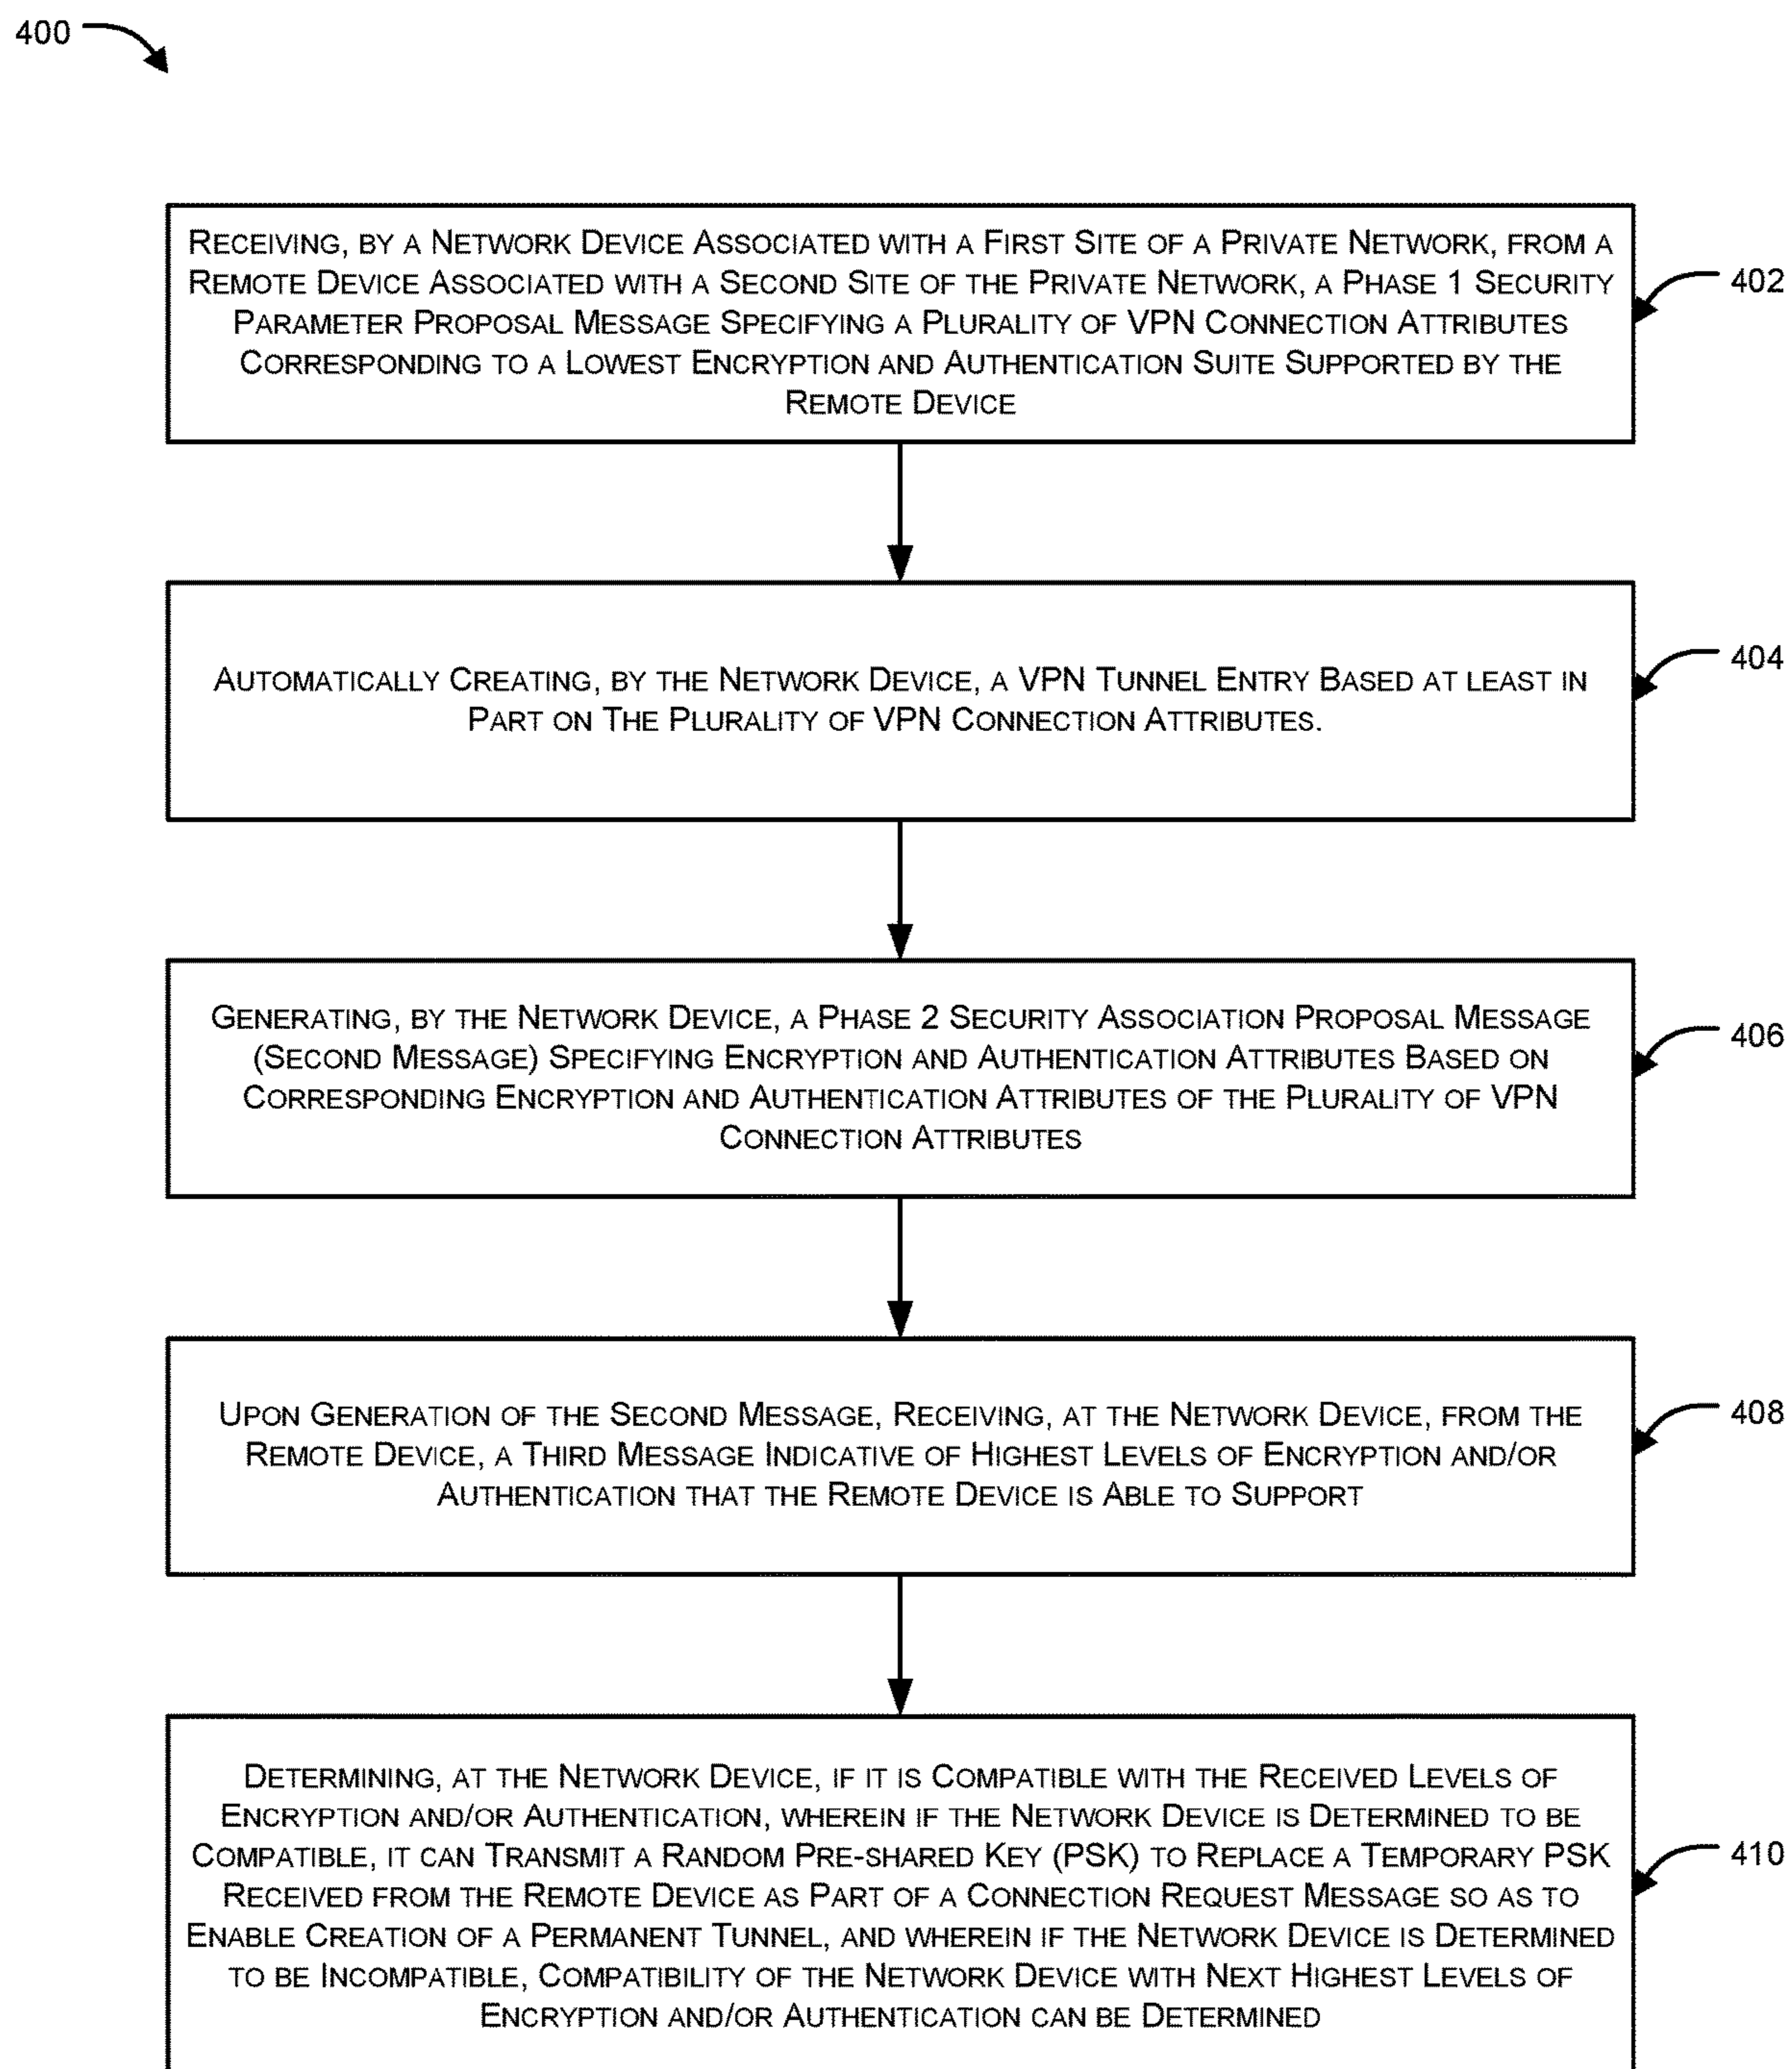 400
RECEIVING, BY A NETWORK DEVICE ASSOCIATED WITH A FIRST SITE OF A PRIVATE NETWORK, FROM A
REMOTE DEVICE ASSOCIATED WITH A SECOND SITE OF THE PRIVATE NETWORK, A PHASE 1 SECURITY
PARAMETER PROPOSAL MESSAGE SPECIFYING A PLURALITY OF VPN CONNECTION ATTRIBUTES
CORRESPONDING TO A LOWEST ENCRYPTION AND AUTHENTICATION SUITE SUPPORTED BY THE
REMOTE DEVICE
402
AUTOMATICALLY CREATING, BY THE NETWORK DEVICE, A VPN TUNNEL ENTRY BASED AT LEAST IN
PART ON THE PLURALITY OF VPN CONNECTION ATTRIBUTES.
404
GENERATING, BY THE NETWORK DEVICE, A PHASE 2 SECURITY ASSOCIATION PROPOSAL MESSAGE
(SECOND MESSAGE) SPECIFYING ENCRYPTION AND AUTHENTICATION ATTRIBUTES BASED ON
CORRESPONDING ENCRYPTION AND AUTHENTICATION ATTRIBUTES OF THE PLURALITY OF VPN
CONNECTION ATTRIBUTES
406
UPON GENERATION OF THE SECOND MESSAGE, RECEIVING, AT THE NETWORK DEVICE, FROM THE
REMOTE DEVICE, A THIRD MESSAGE INDICATIVE OF HIGHEST LEVELS OF ENCRYPTION AND/OR
AUTHENTICATION THAT THE REMOTE DEVICE IS ABLE TO SUPPORT
408
DETERMINING, AT THE NETWORK DEVICE, IF IT IS COMPATIBLE WITH THE RECEIVED LEVELS OF
ENCRYPTION AND/OR AUTHENTICATION, WHEREIN IF THE NETWORK DEVICE IS DETERMINED TO BE
COMPATIBLE, IT CAN TRANSMIT A RANDOM PRE-SHARED KEY (PSK) TO REPLACE A TEMPORARY PSK
RECEIVED FROM THE REMOTE DEVICE AS PART OF A CONNECTION REQUEST MESSAGE SO AS TO
ENABLE CREATION OF A PERMANENT TUNNEL, AND WHEREIN IF THE NETWORK DEVICE IS DETERMINED
TO BE INCOMPATIBLE, COMPATIBILITY OF THE NETWORK DEVICE WITH NEXT HIGHEST LEVELS OF
ENCRYPTION AND/OR AUTHENTICATION CAN BE DETERMINED
410